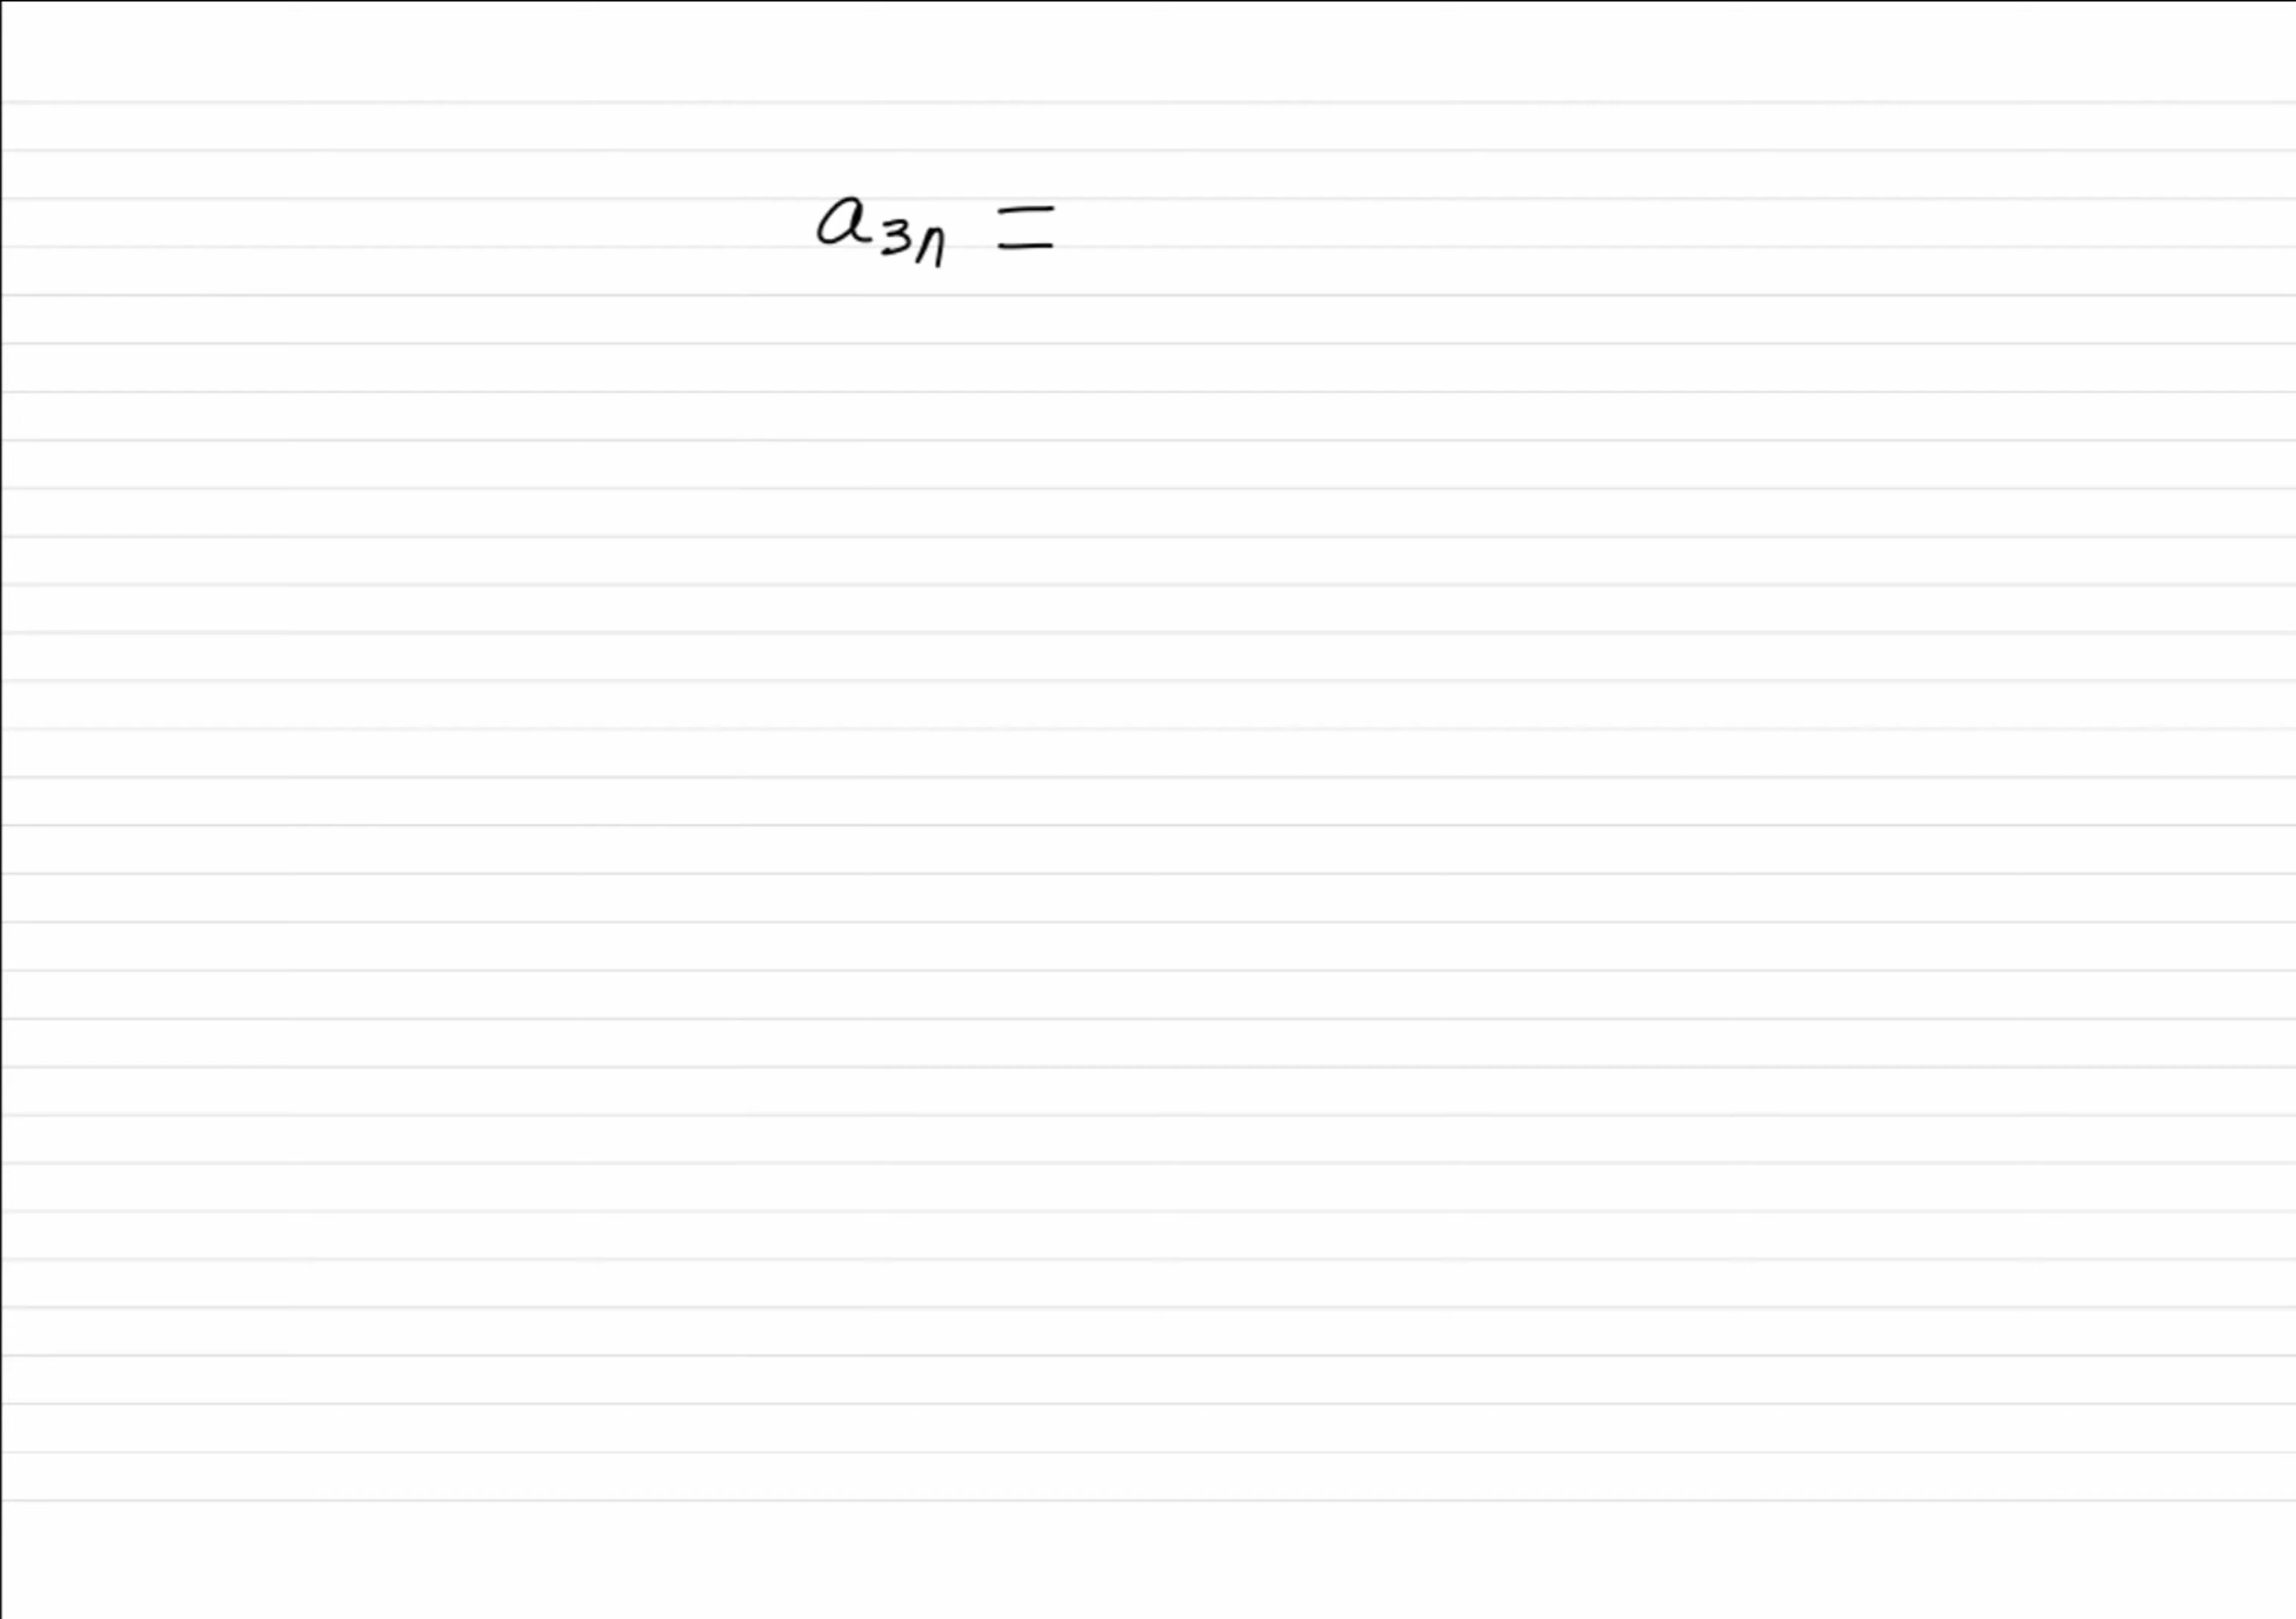 a₃ₙ =